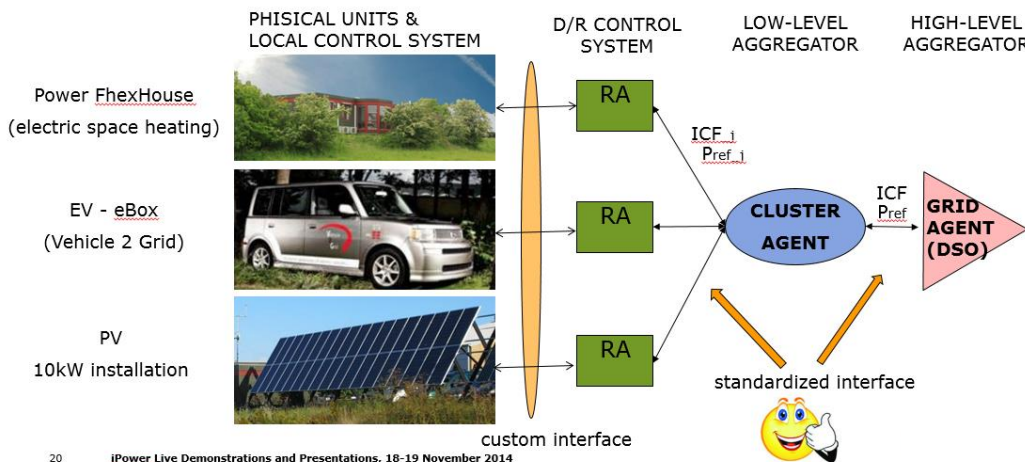 PHISICAL UNITS &
LOCAL CONTROL SYSTEM
D/R CONTROL
SYSTEM
LOW-LEVEL
AGGREGATOR
HIGH-LEVEL
AGGREGATOR
Power FhexHouse
(electric space heating)
RA
ICF_j
Pref_j
EV - eBox
(Vehicle 2 Grid)
RA
CLUSTER
AGENT
ICF
Pref
GRID
AGENT
(DSO)
PV
10kW installation
RA
standardized interface
custom interface
20 iPower Live Demonstrations and Presentations, 18-19 November 2014